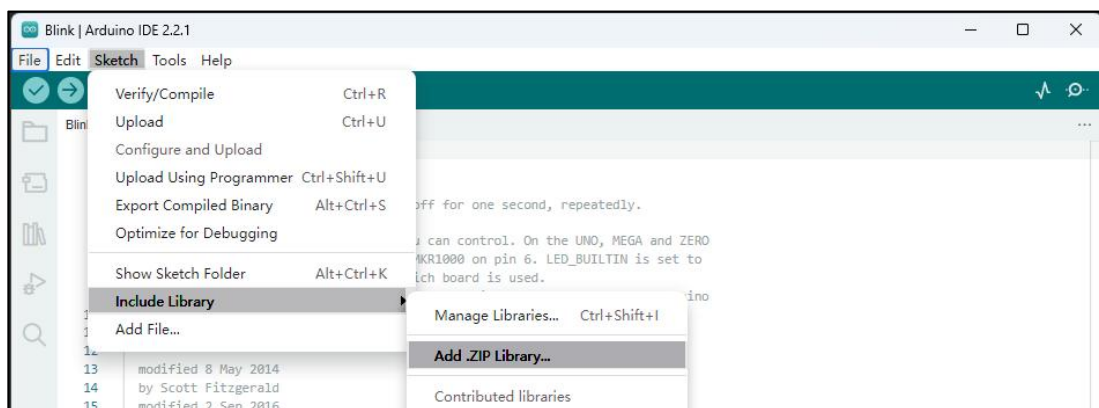 Blink | Arduino IDE 2.2.1
File Edit Sketch Tools Help
Verify/Compile Ctrl+R
Blin
Upload Ctrl+U
Configure and Upload
Upload Using Programmer Ctrl+Shift+U
Export Compiled Binary Alt+Ctrl+S
off for one second, repeatedly.
Optimize for Debugging
can control. On the UNO, MEGA and ZERO
MKR1000 on pin 6. LED_BUILTIN is set to
Show Sketch Folder Alt+Ctrl+K
ich board is used.
Include Library
ino
Manage Libraries... Ctrl+Shift+I
Add File...
12
Add .ZIP Library...
13 modified 8 May 2014
14 by Scott Fitzgerald
Contributed libraries
15 modified 2 Sep 2016